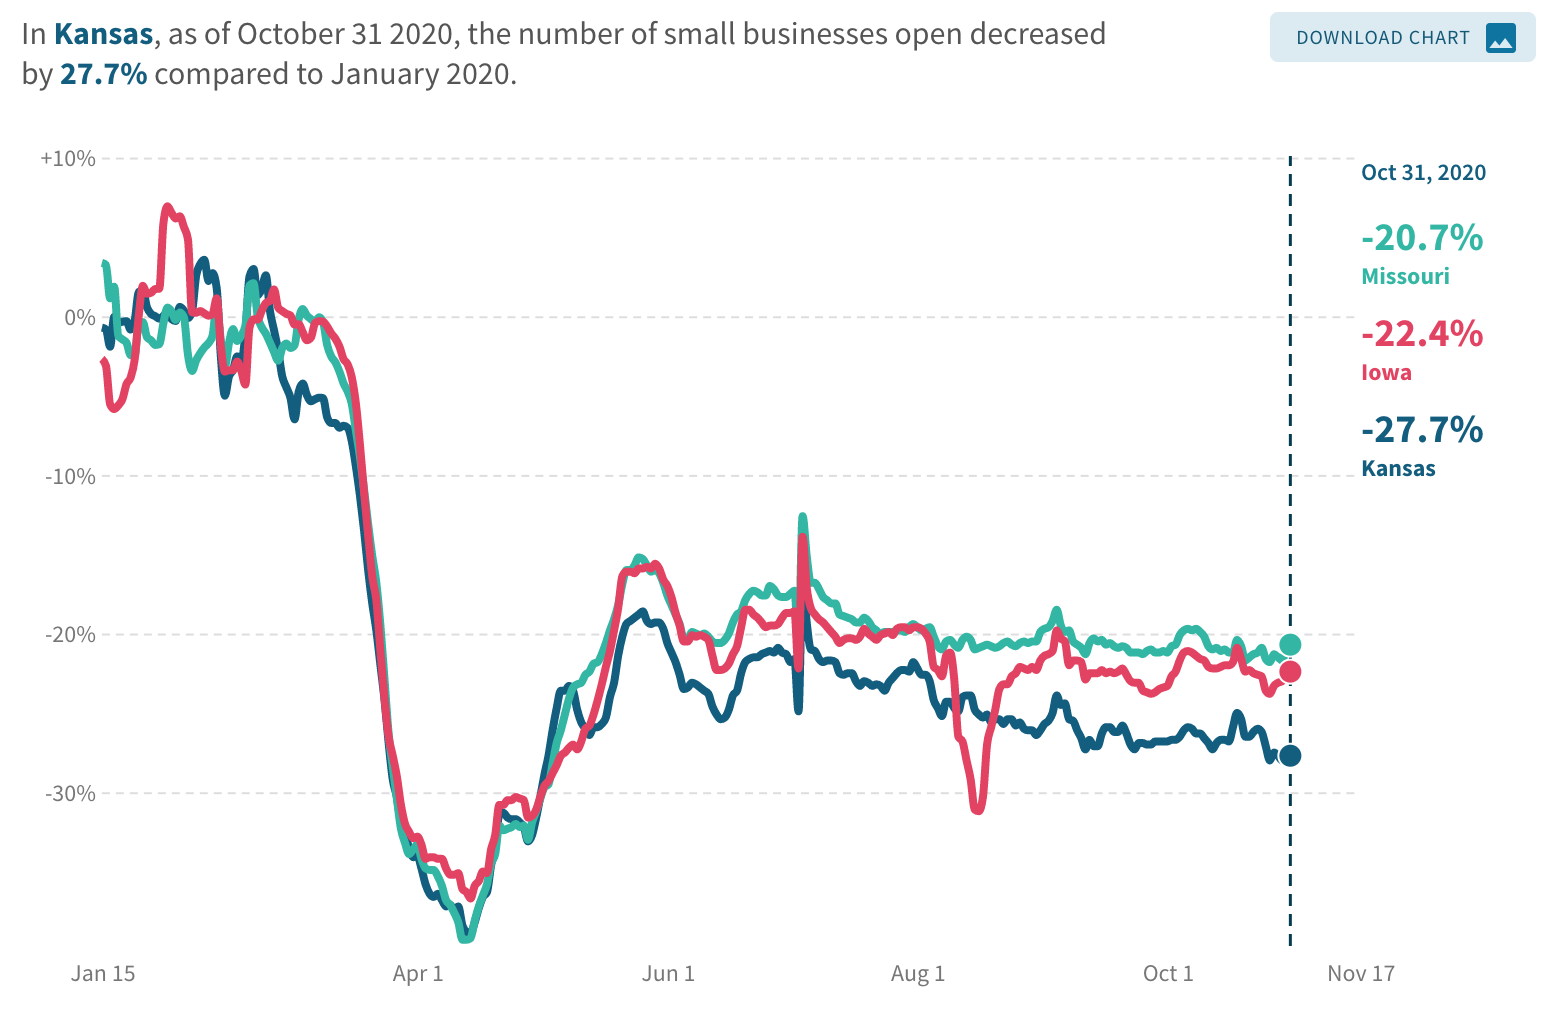 In Kansas, as of October 31 2020, the number of small businesses open decreased
by 27.7% compared to January 2020.
DOWNLOAD CHART
+10%
0%
-10%
-20%
-30%
Oct 31, 2020
-20.7%
Missouri
-22.4%
Iowa
-27.7%
Kansas
Jan 15
Apr 1
Jun 1
Aug 1
Oct 1
Nov 17